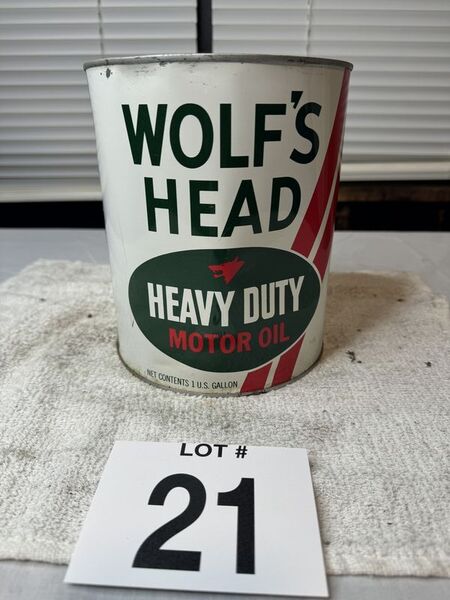 WOLF'S
HEAD
HEAVY DUTY
MOTOR OIL
NET CONTENTS 1 U.S. GALLON
LOT #
21